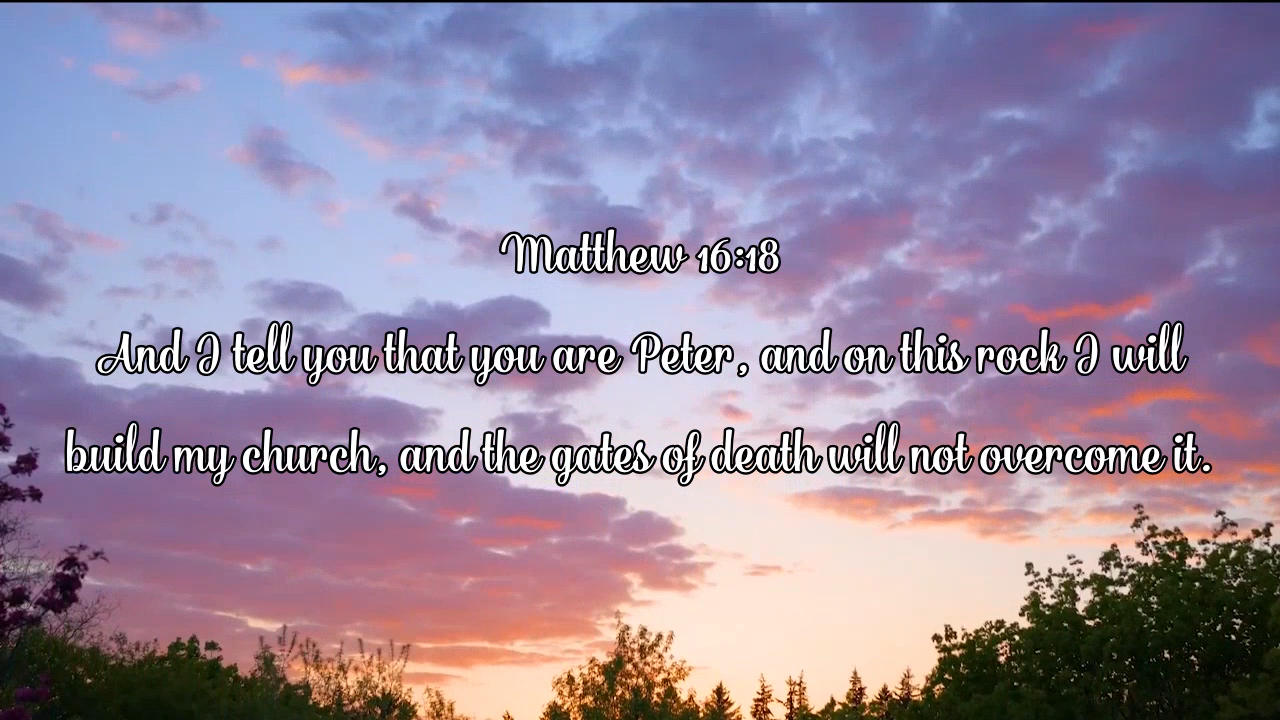 Matthew 16:18
And I tell you that you are Peter, and on this rock I will
build my church, and the gates of death will not overcome it.